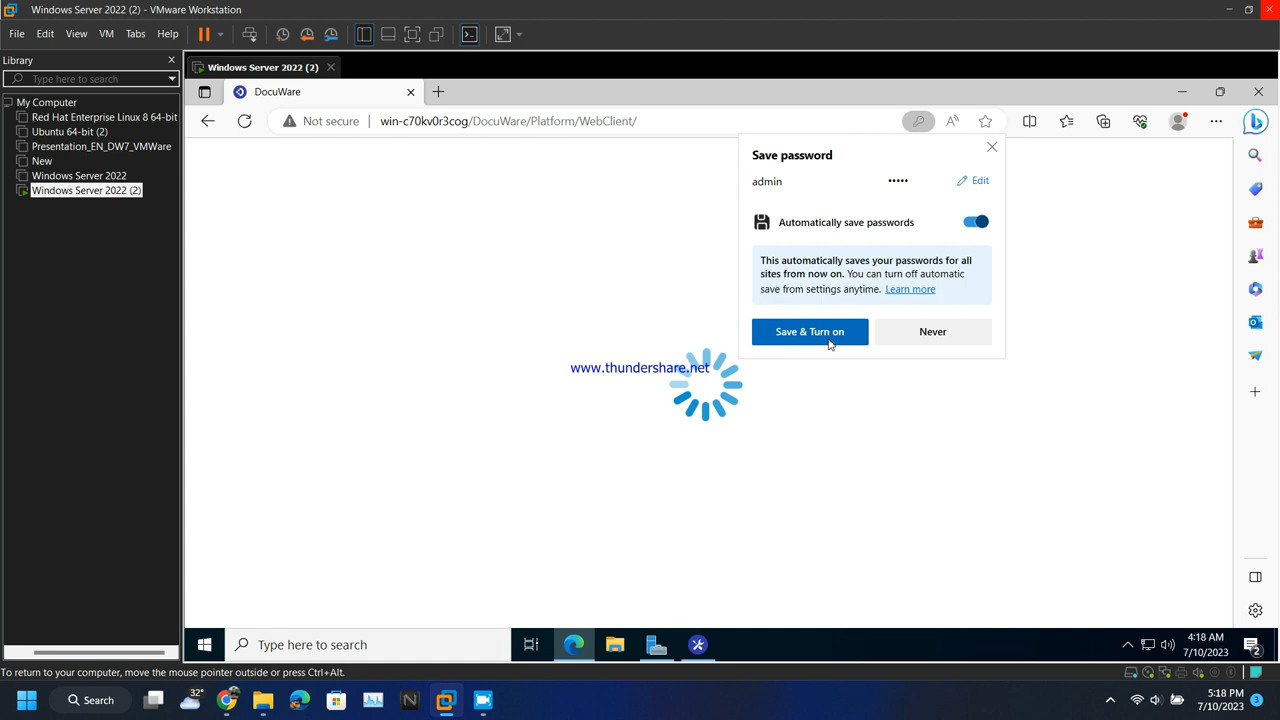 Windows Server 2022 (2) - VMware Workstation
File Edit View VM Tabs Help
Library
Type here to search
My Computer
Red Hat Enterprise Linux 8 64-bit
Ubuntu 64-bit (2)
Presentation_EN_DW7_VMWare
New
Windows Server 2022
Windows Server 2022 (2)
Windows Server 2022 (2)
DocuWare
Not secure win-c70kv0r3cog/DocuWare/Platform/WebClient/
Save password
admin ••••• Edit
Automatically save passwords
This automatically saves your passwords for all
sites from now on. You can turn off automatic
save from settings anytime. Learn more
Save & Turn on Never
www.thundershare.net
Type here to search
4:18 AM
7/10/2023
2
To return to your computer, move the mouse pointer outside or press Ctrl+Alt.
Search
32°
5:18 PM
7/10/2023
3